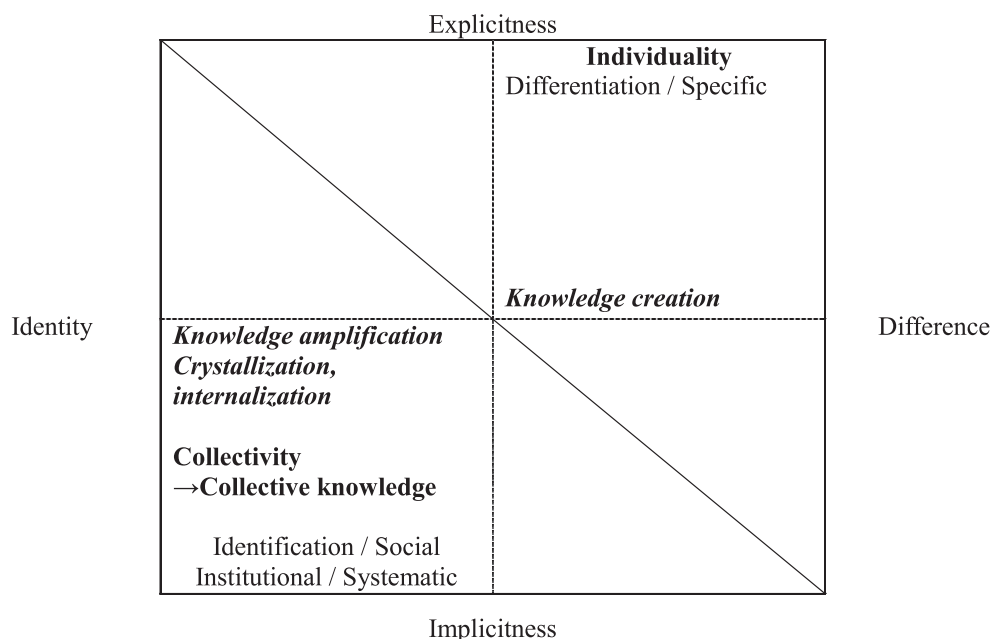 Explicitness
Individuality
Differentiation / Specific
Knowledge creation
Identity
Difference
Knowledge amplification
Crystallization,
internalization
Collectivity
→Collective knowledge
Identification / Social
Institutional / Systematic
Implicitness